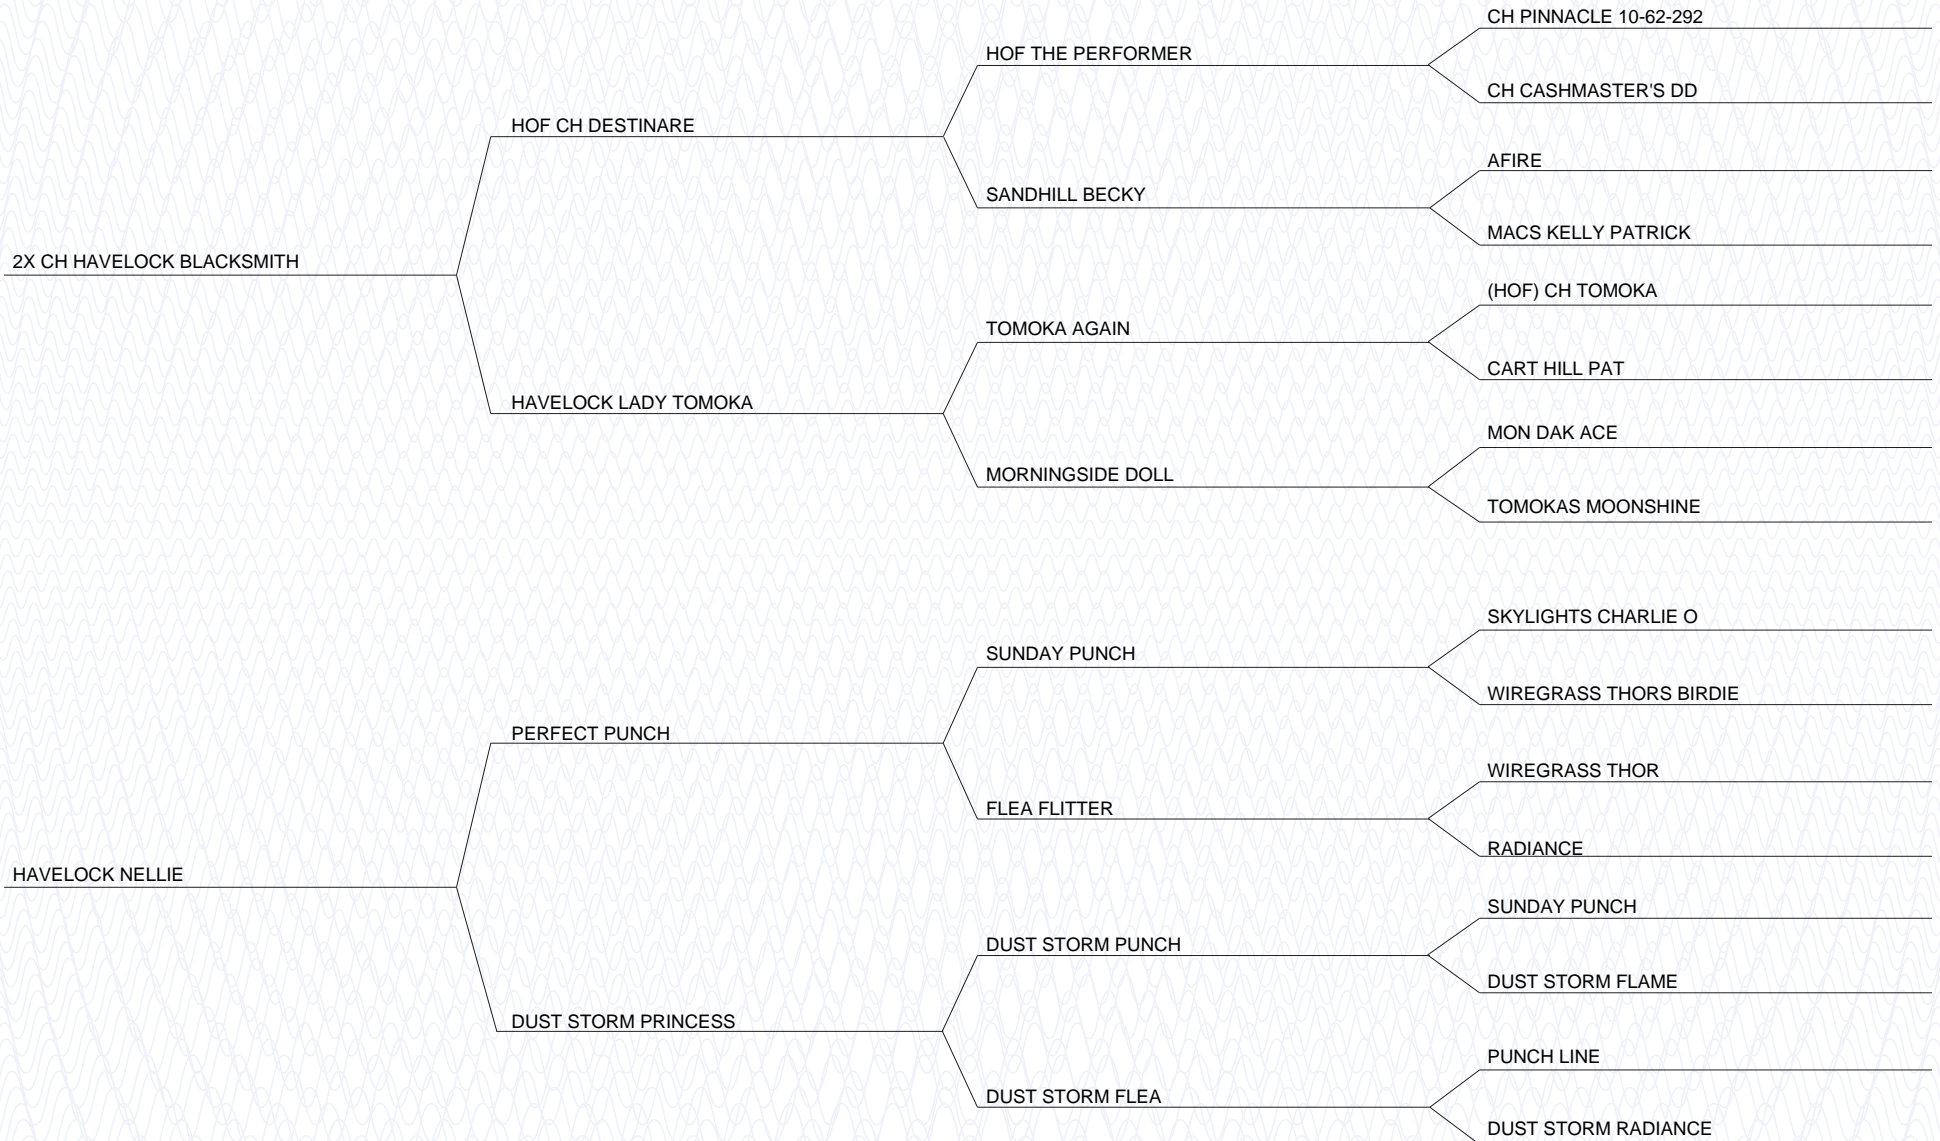 CH PINNACLE 10-62-292
HOF THE PERFORMER
CH CASHMASTER'S DD
HOF CH DESTINARE
AFIRE
SANDHILL BECKY
MACS KELLY PATRICK
2X CH HAVELOCK BLACKSMITH
(HOF) CH TOMOKA
TOMOKA AGAIN
CART HILL PAT
HAVELOCK LADY TOMOKA
MON DAK ACE
MORNINGSIDE DOLL
TOMOKAS MOONSHINE
SKYLIGHTS CHARLIE O
SUNDAY PUNCH
WIREGRASS THORS BIRDIE
PERFECT PUNCH
WIREGRASS THOR
FLEA FLITTER
RADIANCE
HAVELOCK NELLIE
SUNDAY PUNCH
DUST STORM PUNCH
DUST STORM FLAME
DUST STORM PRINCESS
PUNCH LINE
DUST STORM FLEA
DUST STORM RADIANCE